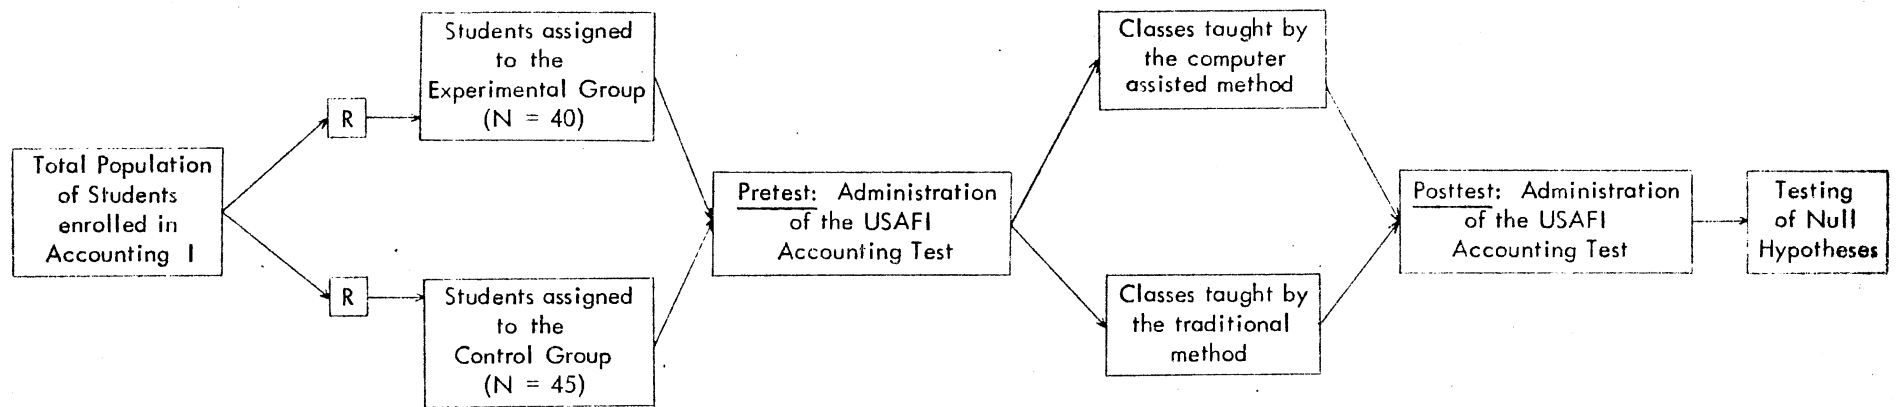 Total Population
of Students
enrolled in
Accounting I
R
R
Students assigned
to the
Experimental Group
(N = 40)
Students assigned
to the
Control Group
(N = 45)
Pretest: Administration
of the USAFI
Accounting Test
Classes taught by
the computer
assisted method
Classes taught by
the traditional
method
Posttest: Administration
of the USAFI
Accounting Test
Testing
of Null
Hypotheses